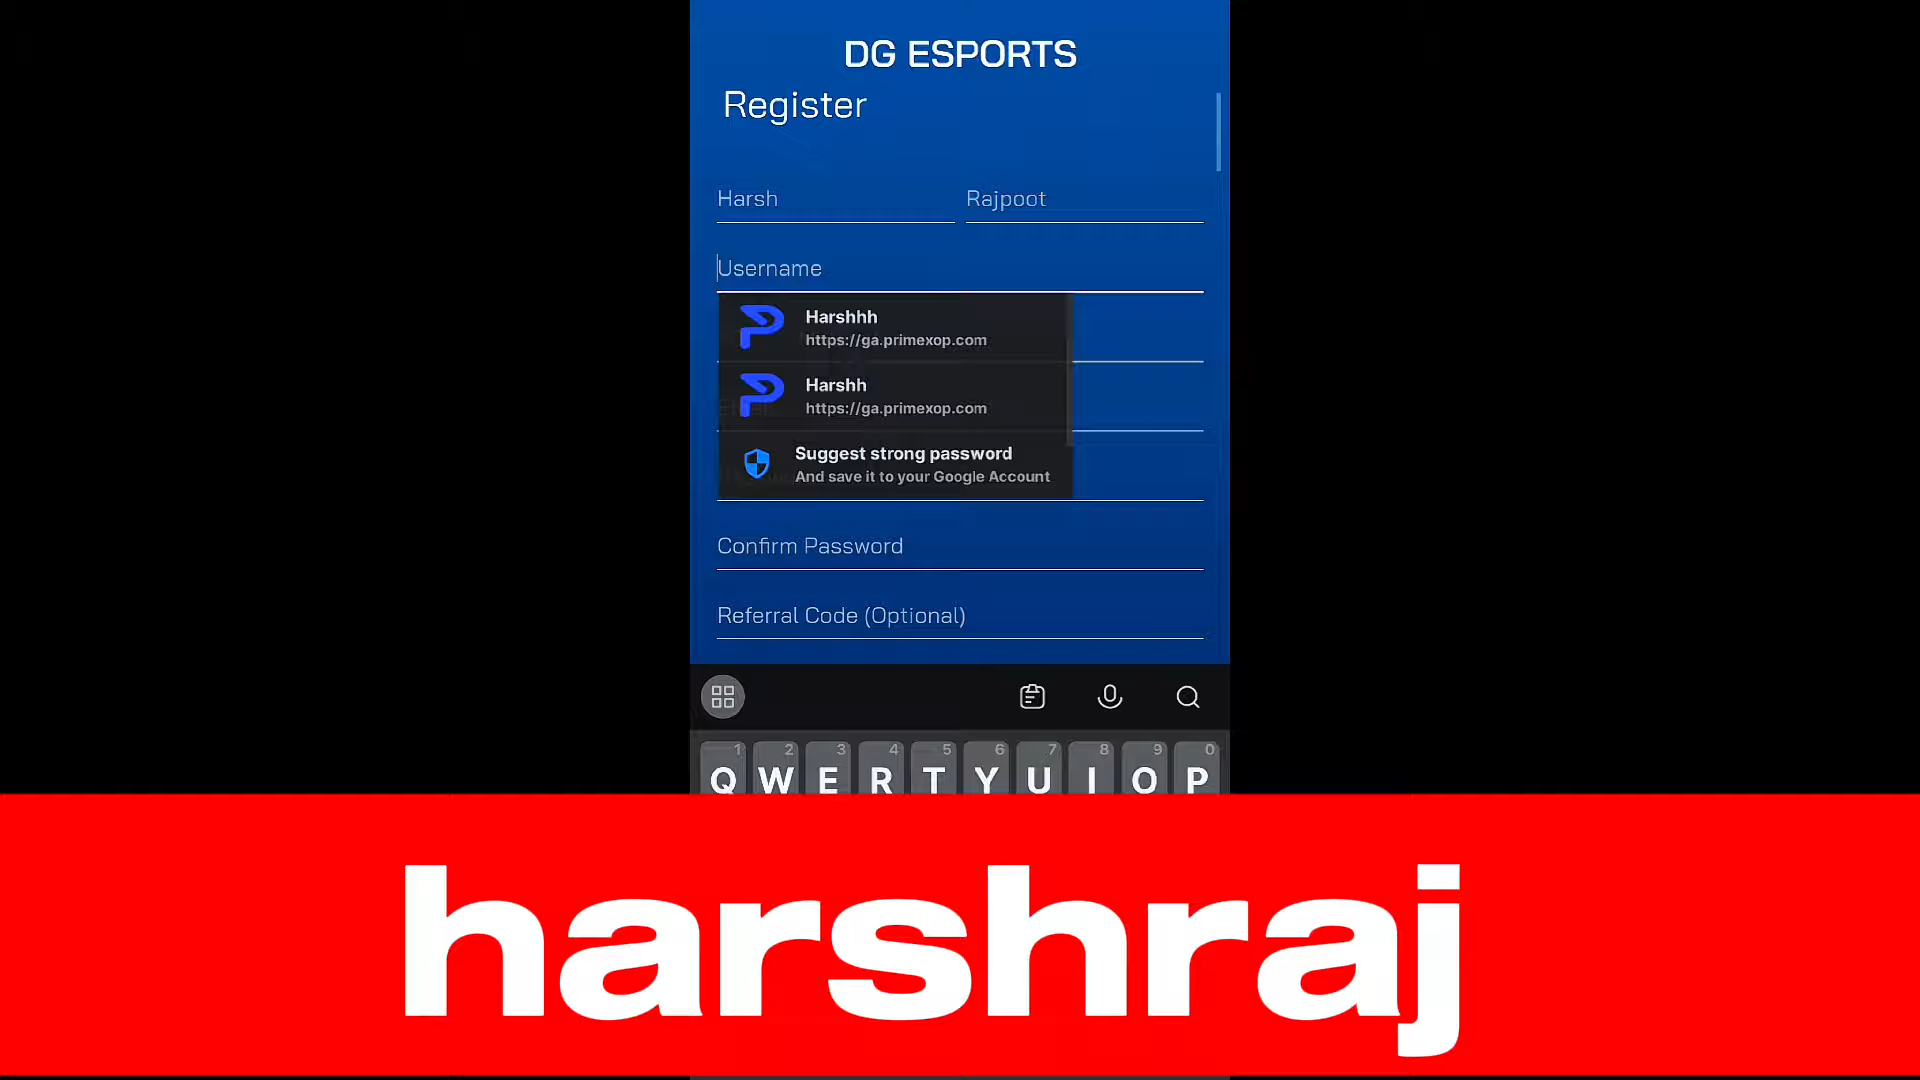 DG ESPORTS
Register
Harsh Rajpoot
Username
Harshhh
https://ga.primexop.com
Harshh
https://ga.primexop.com
Suggest strong password
And save it to your Google Account
Confirm Password
Referral Code (Optional)
1 2 3 4 5 6 7 8 9 0
Q W E R T Y U I O P
harshraj